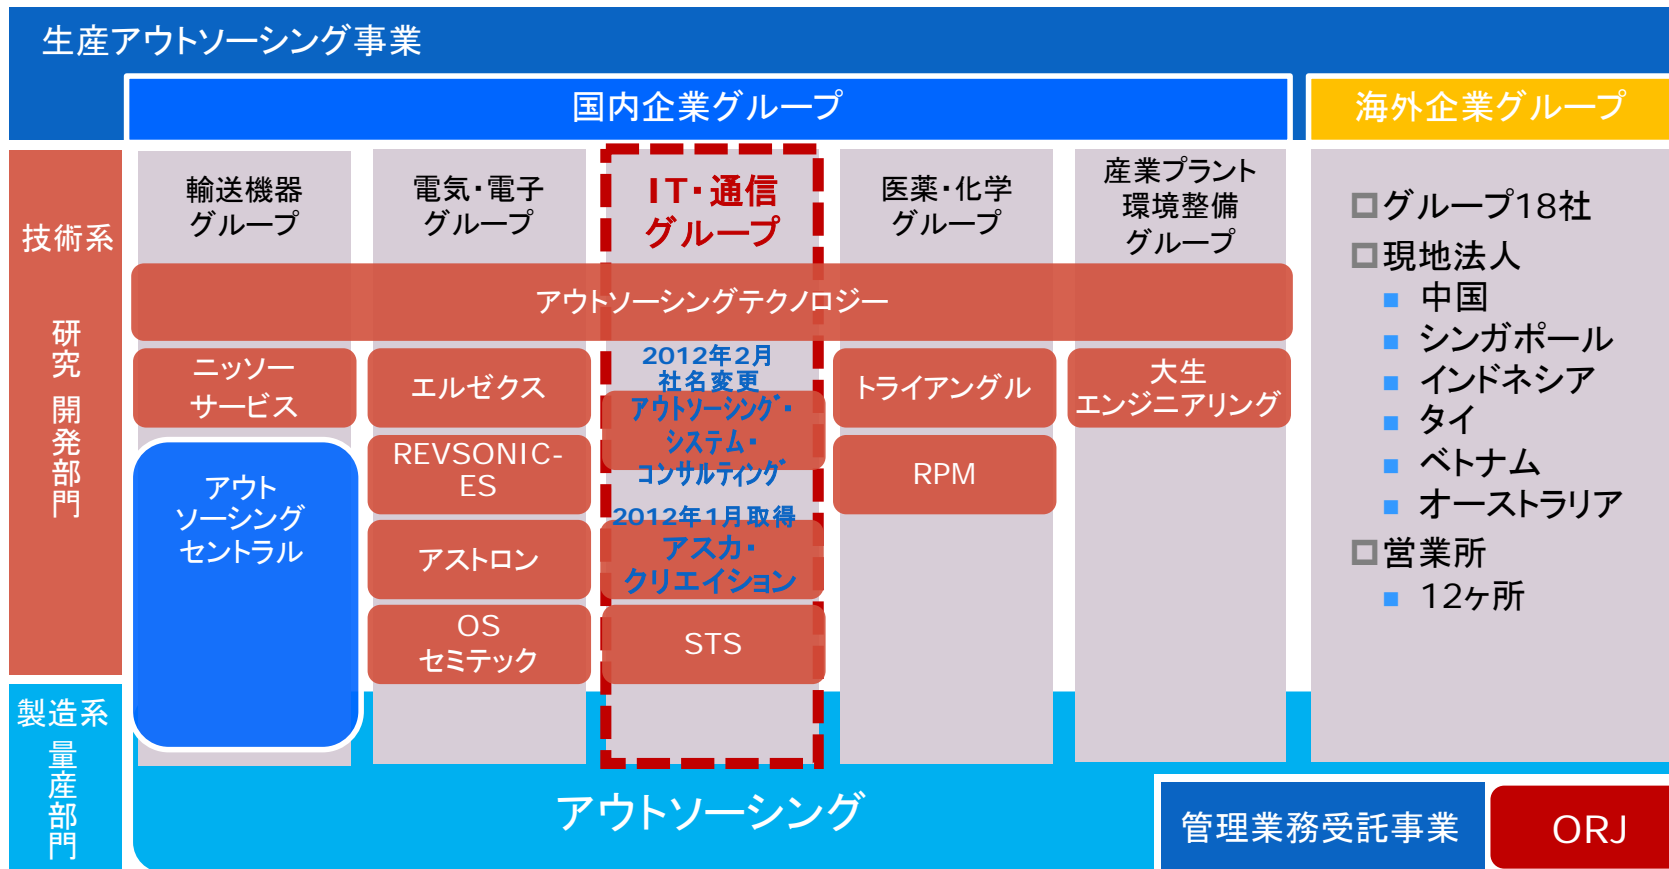 生産アウトソーシング事業
国内企業グループ
海外企業グループ
技術系
研究開発部門
製造系
量産部門
輸送機器
グループ
電気・電子
グループ
IT・通信
グループ
医薬・化学
グループ
産業プラント
環境整備
グループ
アウトソーシングテクノロジー
ニッソー
サービス
アウト
ソーシング
セントラル
エルゼクス
REVSONIC-
ES
アストロン
OS
セミテック
2012年2月
社名変更
アウトソーシング・
システム・
コンサルティング
2012年1月取得
アスカ・
クリエイション
STS
トライアングル
RPM
大生
エンジニアリング
グループ18社
現地法人
中国
シンガポール
インドネシア
タイ
ベトナム
オーストラリア
営業所
12ヶ所
アウトソーシング
管理業務受託事業
ORJ